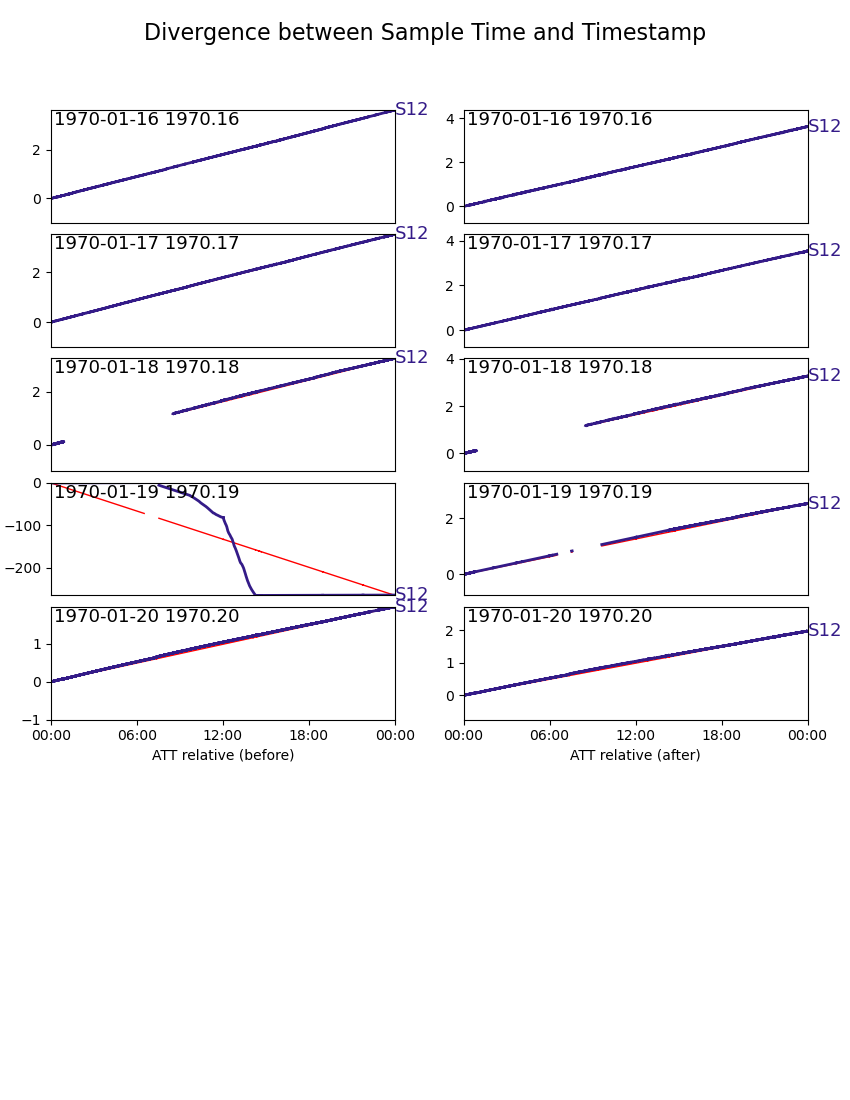 Divergence between Sample Time and Timestamp
1970-01-16 1970.16
S12
2
0
1970-01-16 1970.16
S12
4
2
0
1970-01-17 1970.17
S12
2
0
1970-01-17 1970.17
S12
4
2
0
1970-01-18 1970.18
S12
2
0
1970-01-18 1970.18
S12
4
2
0
1970-01-19 1970.19
S12
0
−100
−200
1970-01-19 1970.19
S12
2
0
1970-01-20 1970.20
S12
1
0
−1
00:00 06:00 12:00 18:00 00:00
ATT relative (before)
1970-01-20 1970.20
S12
2
1
0
00:00 06:00 12:00 18:00 00:00
ATT relative (after)